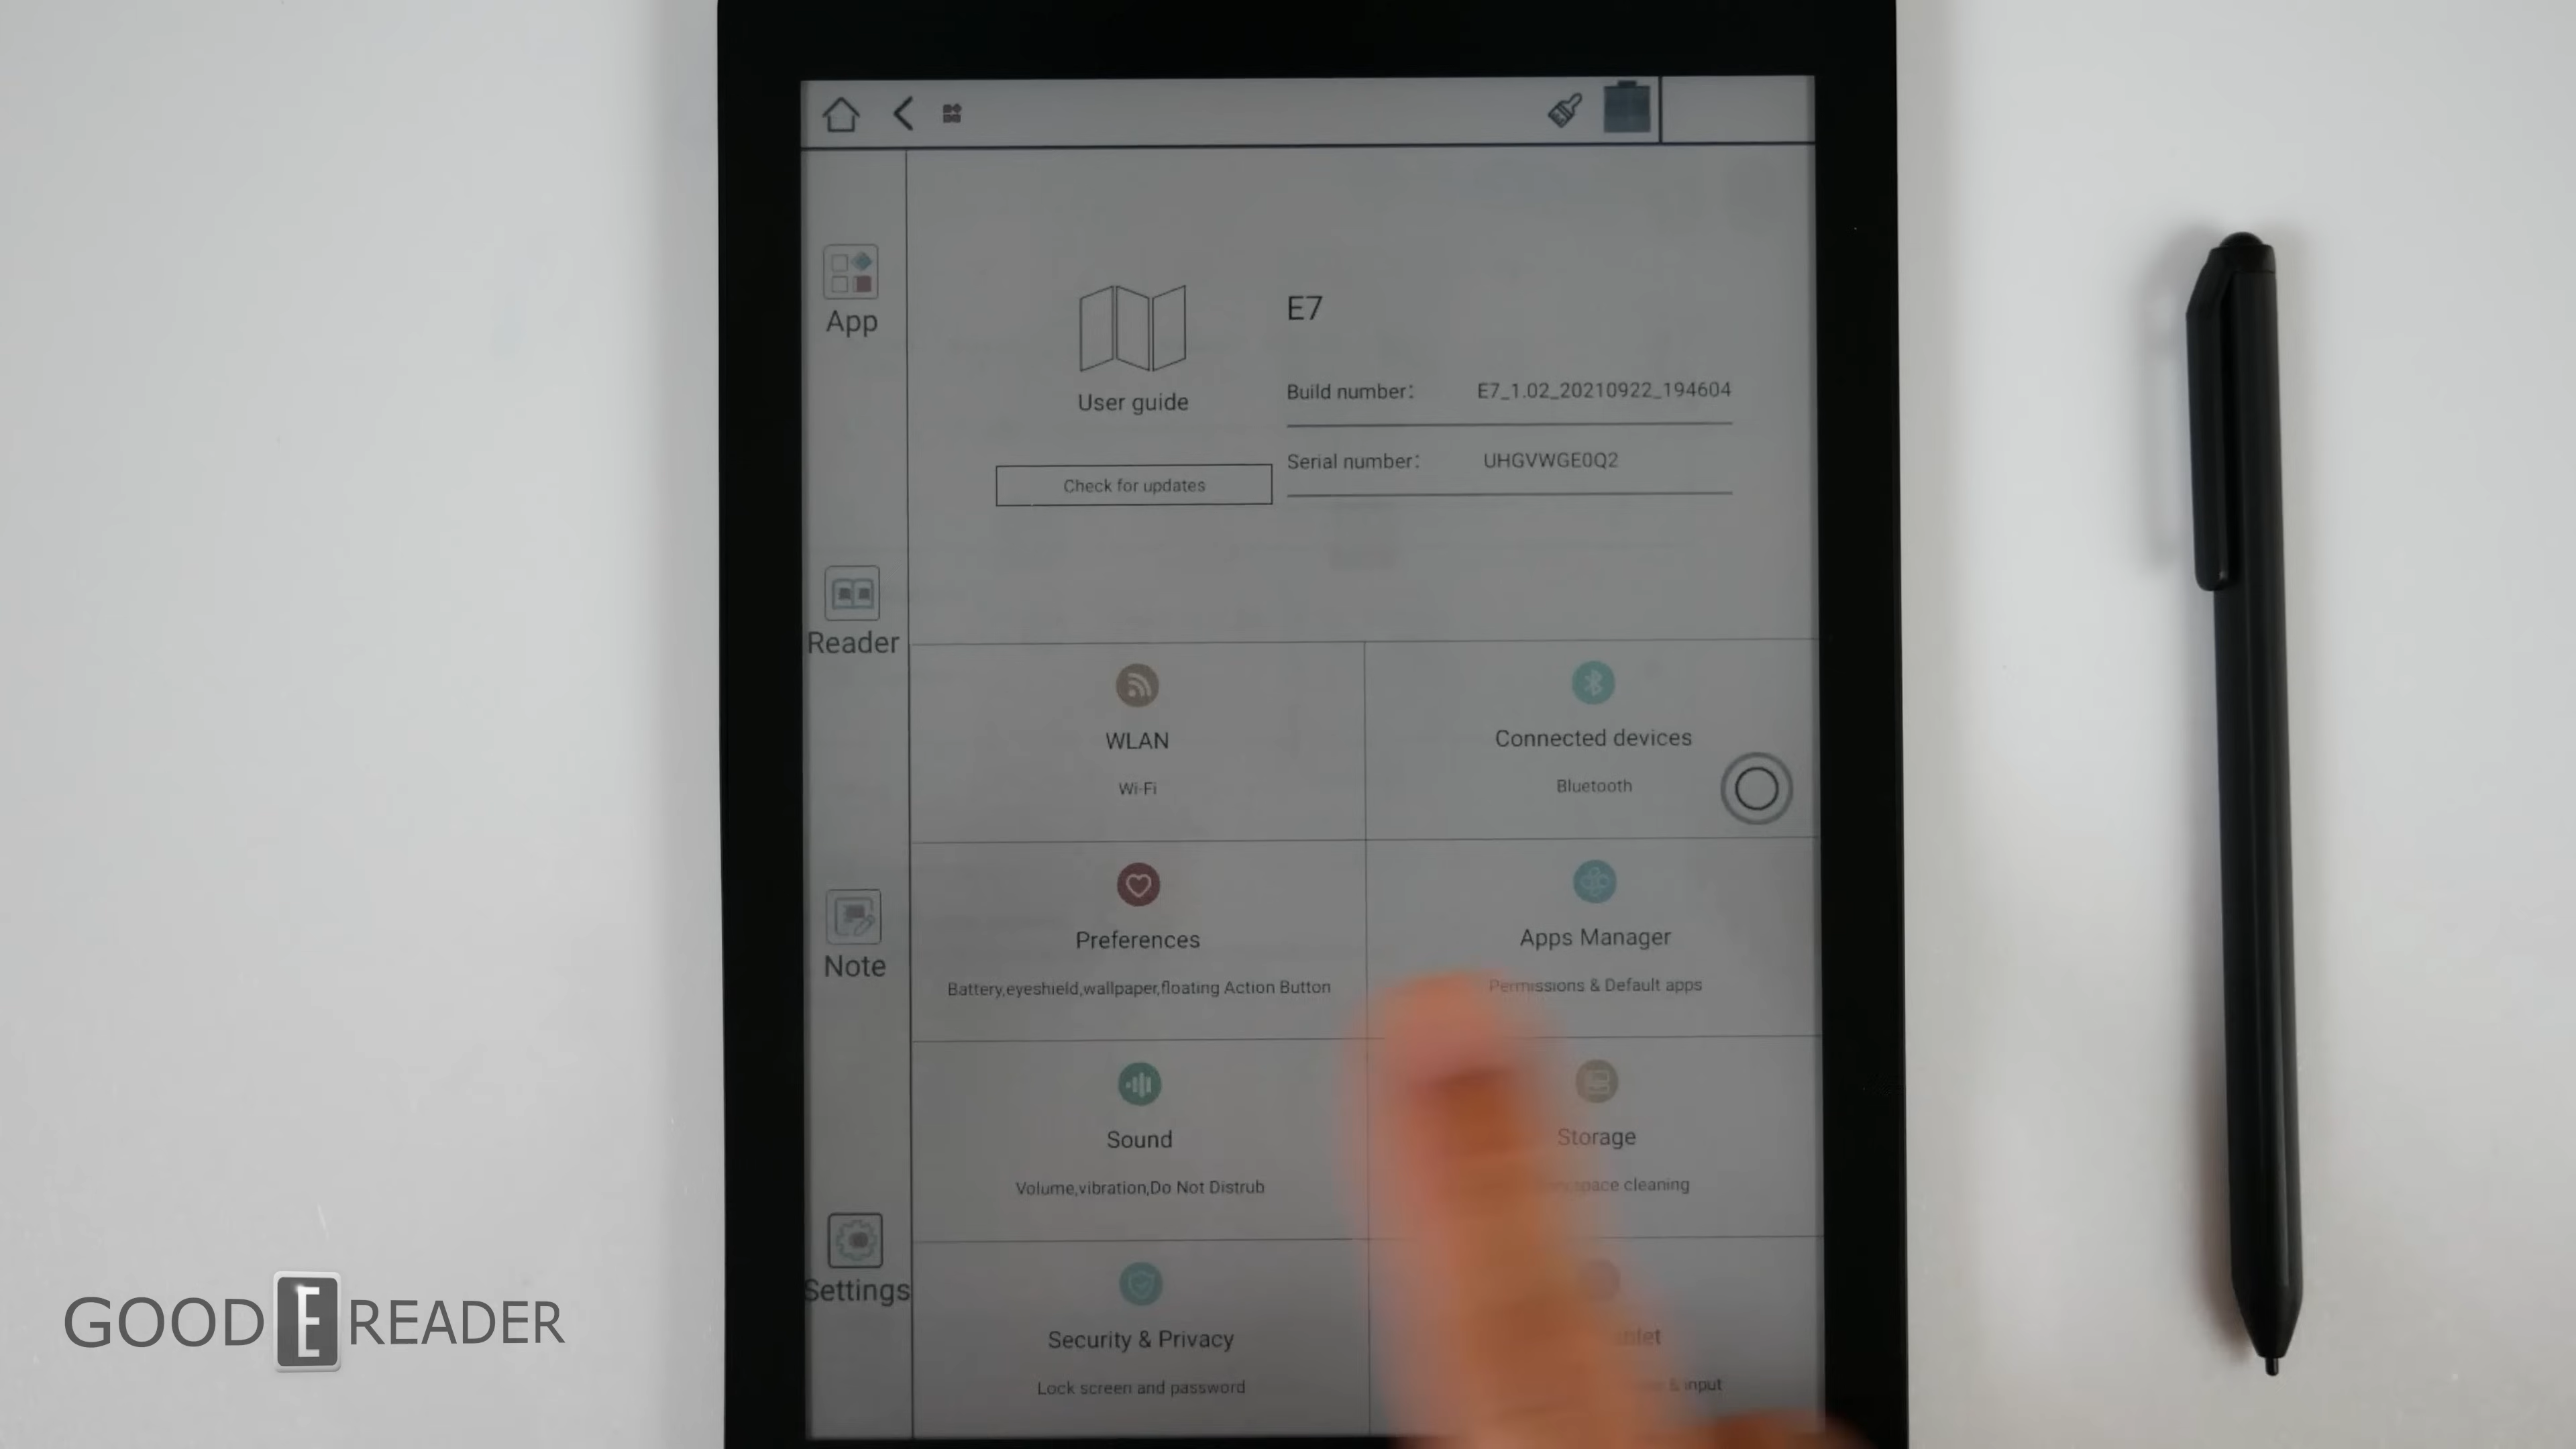 E7
Build number: E7_1.02_20210922_194604
Serial number: UHGVWGE0Q2
User guide
Check for updates
App
Reader
Note
Settings
WLAN
Wi-Fi
Connected devices
Bluetooth
Preferences
Battery,eyeshield,wallpaper,floating Action Button
Apps Manager
Permissions & Default apps
Sound
Volume,vibration,Do Not Distrub
Storage
cleaning
Security & Privacy
Lock screen and password
& input
GOOD E READER